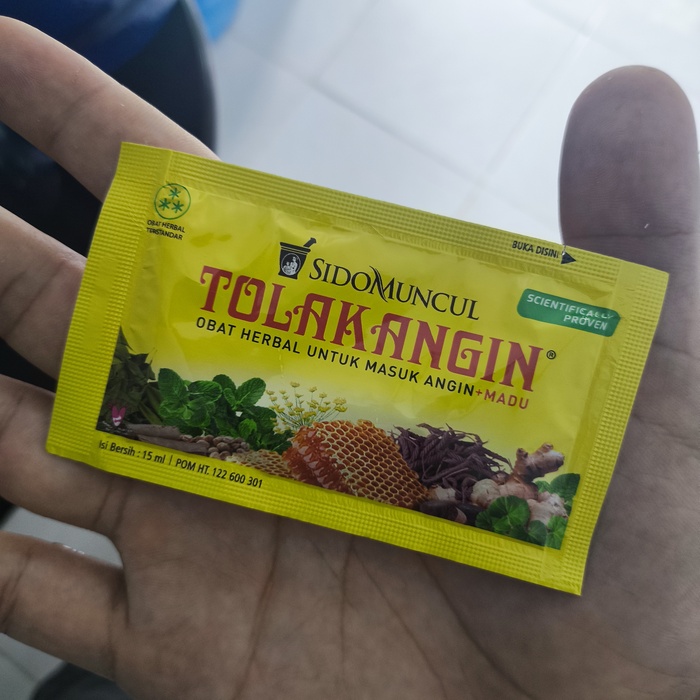 OBAT HERBAL
TERSTANDAR
BUKA DISINI
SIDOMUNCUL
TOLAKANGIN®
SCIENTIFICALLY
PROVEN
OBAT HERBAL UNTUK MASUK ANGIN+MADU
Isi Bersih : 15 ml | POM HT. 122 600 301